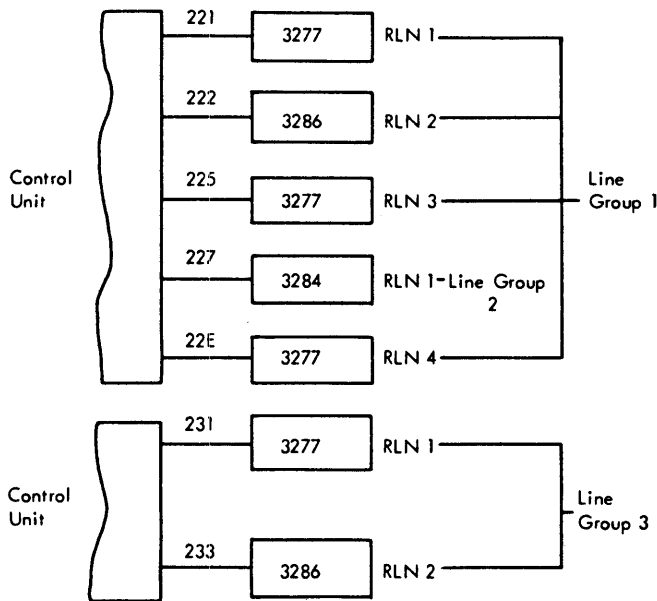 221
3277 RLN 1
222
3286 RLN 2
Control
Unit
225
3277 RLN 3
Line
Group 1
227
3284 RLN 1-Line Group
2
22E
3277 RLN 4
231
3277 RLN 1
Control
Unit
Line
Group 3
233
3286 RLN 2